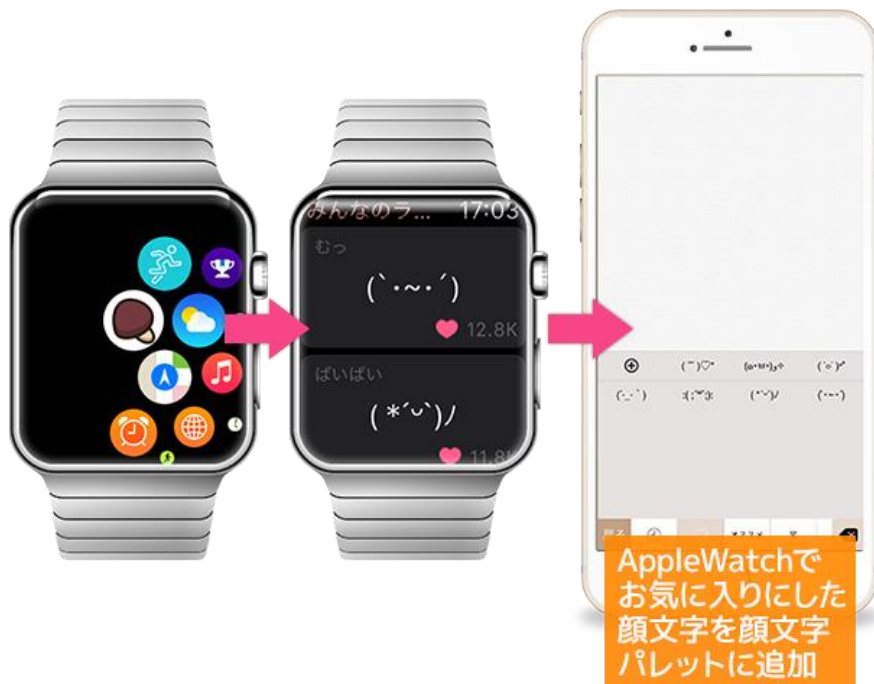 みんなのラ... 17:03
むっ
(｀・~・´)
12.8K
ばいばい
(*´ᵕ`)ﾉ
11.8K
AppleWatchで
お気に入りにした
顔文字を顔文字
パレットに追加